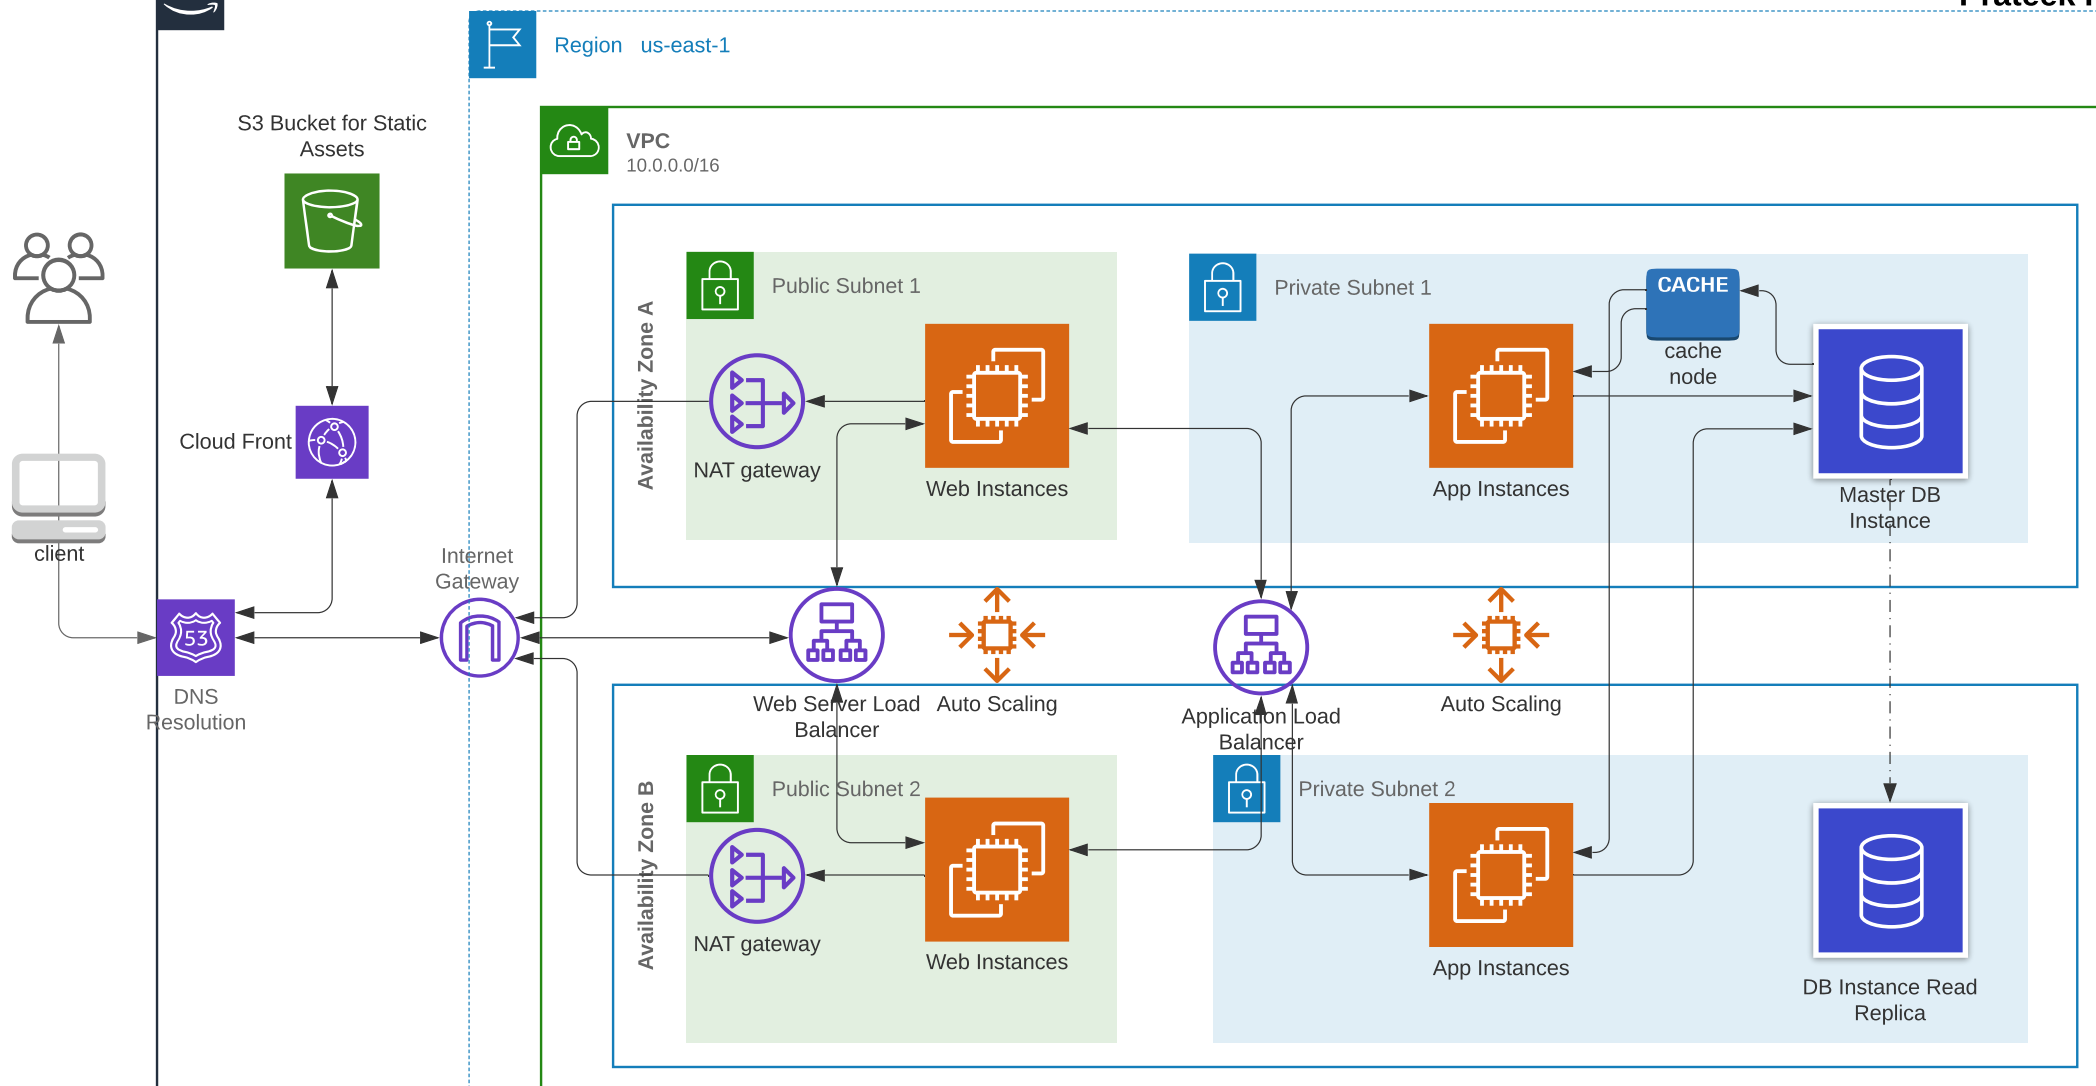 Region us-east-1
S3 Bucket for Static
Assets
VPC
10.0.0.0/16
Availability Zone A
Public Subnet 1
Private Subnet 1
CACHE
cache
node
Cloud Front
NAT gateway
Web Instances
App Instances
Master DB
Instance
client
Internet
Gateway
53
DNS
Resolution
Web Server Load
Balancer
Auto Scaling
Application Load
Balancer
Auto Scaling
Availability Zone B
Public Subnet 2
Private Subnet 2
NAT gateway
Web Instances
App Instances
DB Instance Read
Replica